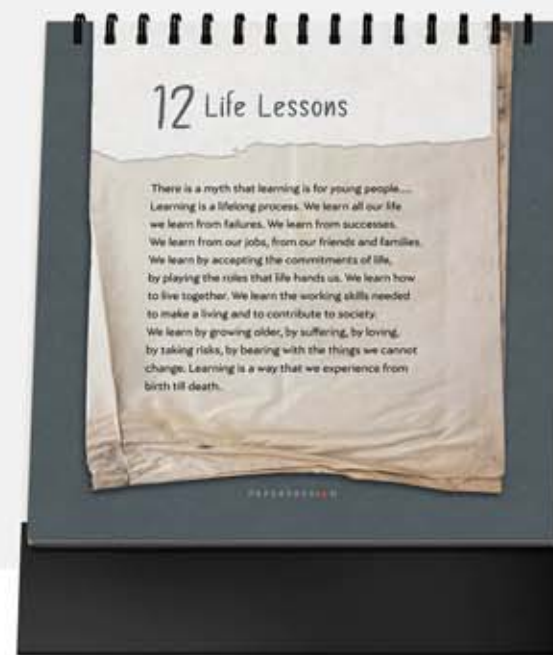 12 Life Lessons
There is a myth that learning is for young people....
Learning is a lifelong process. We learn all our life
we learn from failures. We learn from successes.
We learn from our jobs, from our friends and families.
We learn by accepting the commitments of life,
by playing the roles that life hands us. We learn how
to live together. We learn the working skills needed
to make a living and to contribute to society.
We learn by growing older, by suffering, by loving,
by taking risks, by bearing with the things we cannot
change. Learning is a way that we experience from
birth till death.